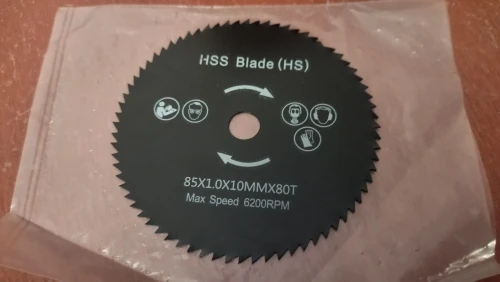 HSS Blade (HS)
85X1.0X10MMX80T
Max Speed 6200RPM